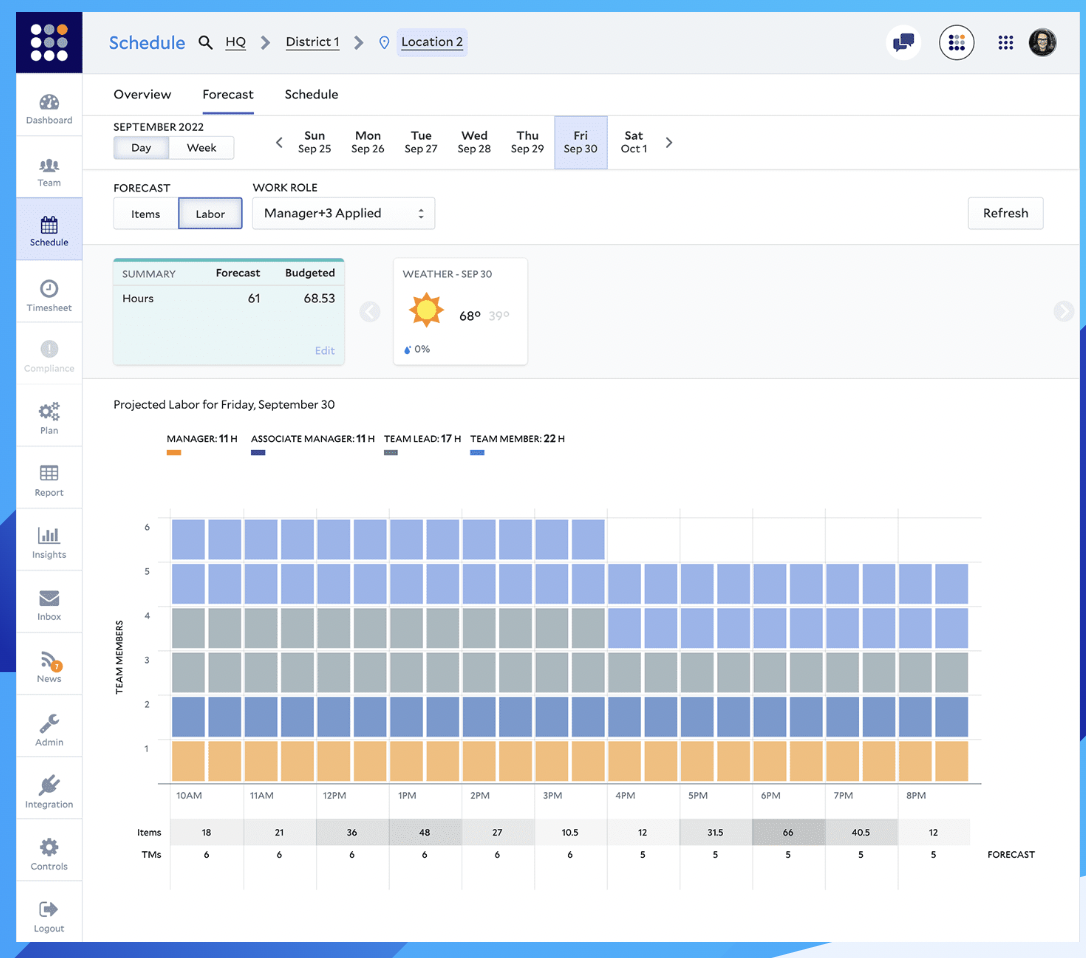 Schedule HQ District 1 Location 2
Dashboard
Team
Schedule
Timesheet
Compliance
Plan
Report
Insights
Inbox
7
News
Admin
Integration
Controls
Logout
Overview Forecast Schedule
SEPTEMBER 2022
Day Week
Sun Mon Tue Wed Thu Fri Sat
Sep 25 Sep 26 Sep 27 Sep 28 Sep 29 Sep 30 Oct 1
FORECAST WORK ROLE
Items Labor Manager+3 Applied Refresh
SUMMARY Forecast Budgeted
Hours 61 68.53
Edit
WEATHER - SEP 30
68° 39°
0%
Projected Labor for Friday, September 30
MANAGER: 11 H ASSOCIATE MANAGER: 11 H TEAM LEAD: 17 H TEAM MEMBER: 22 H
TEAM MEMBERS
6
5
4
3
2
1
10AM 11AM 12PM 1PM 2PM 3PM 4PM 5PM 6PM 7PM 8PM
Items 18 21 36 48 27 10.5 12 31.5 66 40.5 12
TMs 6 6 6 6 6 6 5 5 5 5 5 FORECAST